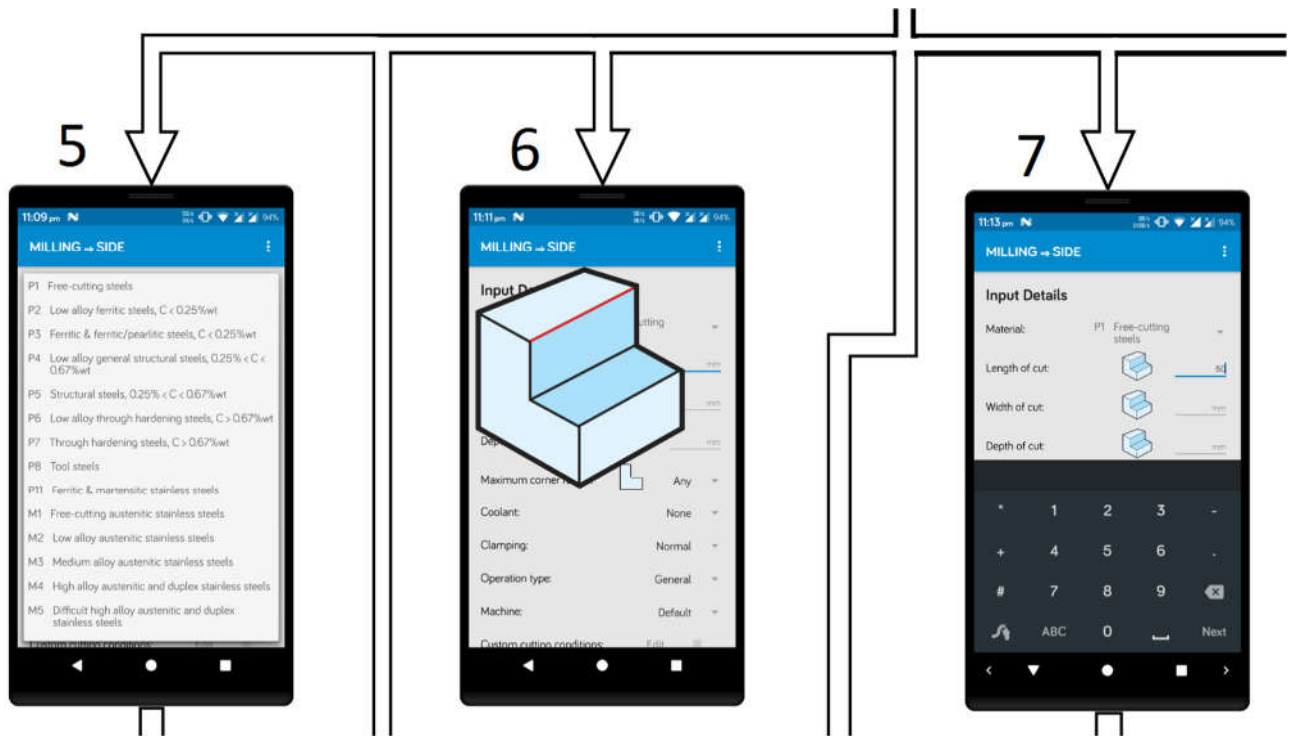 5
6
7
11:09 pm N 94%
MILLING → SIDE
P1 Free-cutting steels
P2 Low alloy ferritic steels, C < 0.25%wt
P3 Ferritic & ferritic/pearlitic steels, C < 0.25%wt
P4 Low alloy general structural steels, 0.25% < C <
0.67%wt
P5 Structural steels, 0.25% < C < 0.67%wt
P6 Low alloy through hardening steels, C > 0.67%wt
P7 Through hardening steels, C > 0.67%wt
P8 Tool steels
P11 Ferritic & martensitic stainless steels
M1 Free-cutting austenitic stainless steels
M2 Low alloy austenitic stainless steels
M3 Medium alloy austenitic stainless steels
M4 High alloy austenitic and duplex stainless steels
M5 Difficult high alloy austenitic and duplex
stainless steels
Custom cutting conditions
11:11 pm N 94%
MILLING → SIDE
Input
cutting
mm
mm
mm
Maximum corner
Any
Coolant: None
Clamping: Normal
Operation type: General
Machine: Default
Custom cutting conditions: Edit
11:13 pm N 94%
MILLING → SIDE
Input Details
Material: P1 Free-cutting
steels
Length of cut: 50
Width of cut: mm
Depth of cut: mm
* 1 2 3 -
+ 4 5 6 .
# 7 8 9
ABC 0 Next